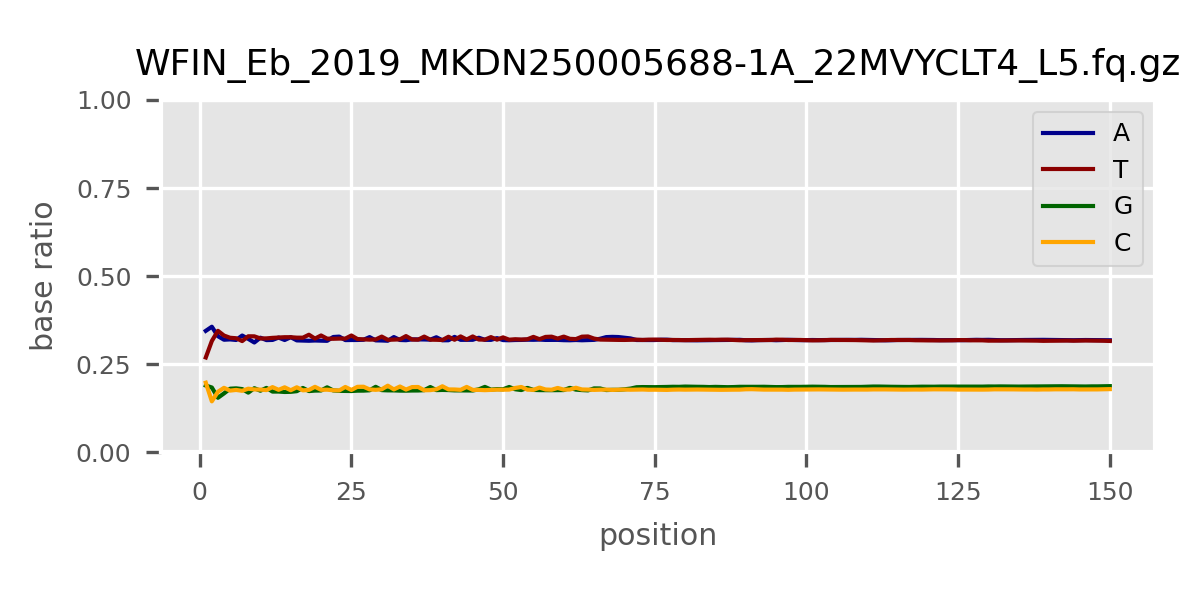 WFIN_Eb_2019_MKDN250005688-1A_22MVYCLT4_L5.fq.gz
1.00
0.75
0.50
0.25
0.00
base ratio
A
T
G
C
0 25 50 75 100 125 150
position